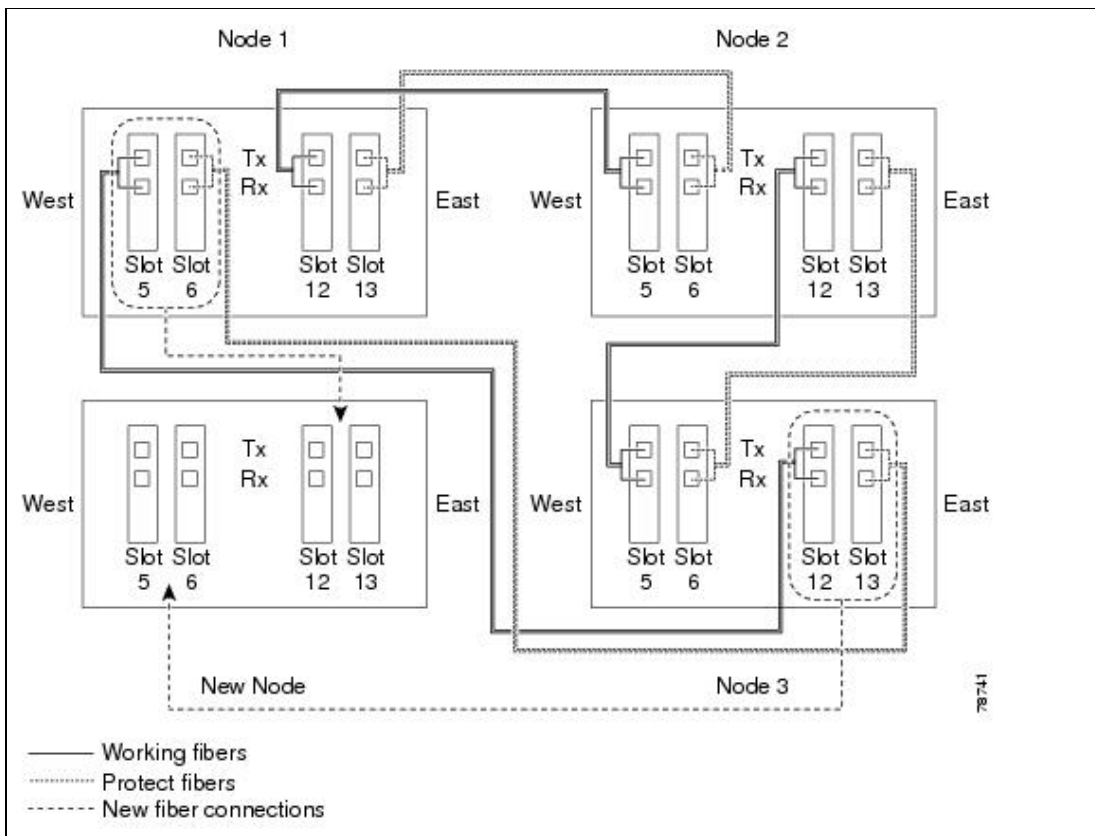 Node 1
Node 2
Tx
Rx
West
East
Slot
5
Slot
6
Slot
12
Slot
13
Tx
Rx
West
East
Slot
5
Slot
6
Slot
12
Slot
13
Tx
Rx
West
East
Slot
5
Slot
6
Slot
12
Slot
13
Tx
Rx
West
East
Slot
5
Slot
6
Slot
12
Slot
13
New Node
Node 3
78741
Working fibers
Protect fibers
New fiber connections